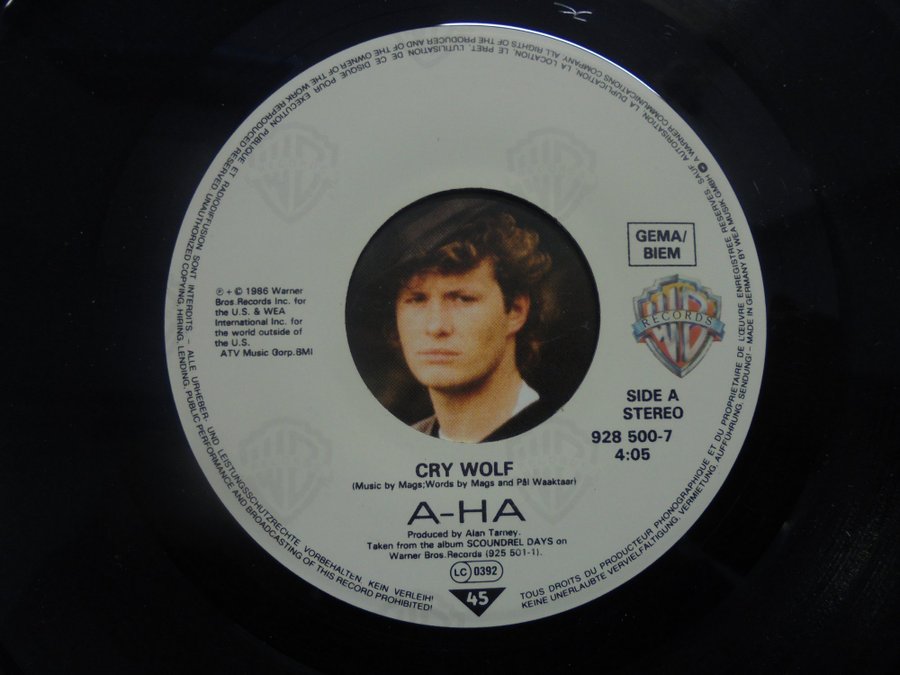 ℗ + © 1986 Warner
Bros.Records Inc. for
the U.S. & WEA
International Inc. for
the world outside of
the U.S.
ATV Music Corp.BMI
GEMA/
BIEM
WB
RECORDS
SIDE A
STEREO
928 500-7
4:05
CRY WOLF
(Music by Mags;Words by Mags and Pål Waaktaar)
A-HA
Produced by Alan Tarney.
Taken from the album SCOUNDREL DAYS on
Warner Bros.Records (925 501-1).
LC 0392
45
TOUS DROITS DU PRODUCTEUR PHONOGRAPHIQUE ET DU PROPRIETAIRE DE L'ŒUVRE ENREGISTREE RESERVES SAUF AUTORISATION, LA DUPLICATION, LA LOCATION, LE PRET, L'UTILISATION DE CE DISQUE POUR EXECUTION PUBLIQUE ET RADIODIFFUSION SONT INTERDITS – ALLE URHEBER- UND LEISTUNGSSCHUTZRECHTE VORBEHALTEN. KEIN VERLEIH!
KEINE UNERLAUBTE VERVIELFÄLTIGUNG, VERMIETUNG, AUFFÜHRUNG, SENDUNG! – MADE IN GERMANY BY WEA MUSIK GMBH A WARNER COMMUNICATIONS COMPANY. ALL RIGHTS OF THE PRODUCER AND OF THE OWNER OF THE WORK REPRODUCED RESERVED UNAUTHORIZED COPYING, HIRING, LENDING, PUBLIC PERFORMANCE AND BROADCASTING OF THIS RECORD PROHIBITED!